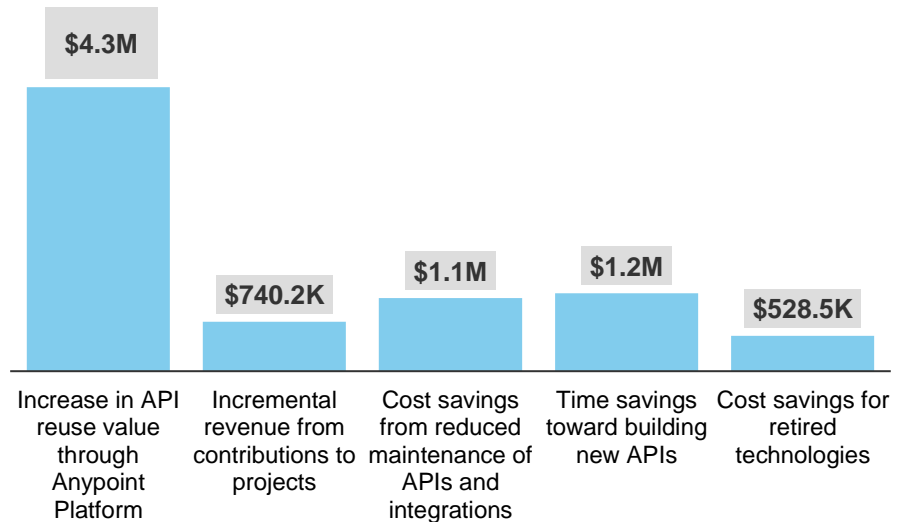 $4.3M
$740.2K
$1.1M
$1.2M
$528.5K
Increase in API
reuse value
through
Anypoint
Platform
Incremental
revenue from
contributions to
projects
Cost savings
from reduced
maintenance of
APIs and
integrations
Time savings
toward building
new APIs
Cost savings for
retired
technologies